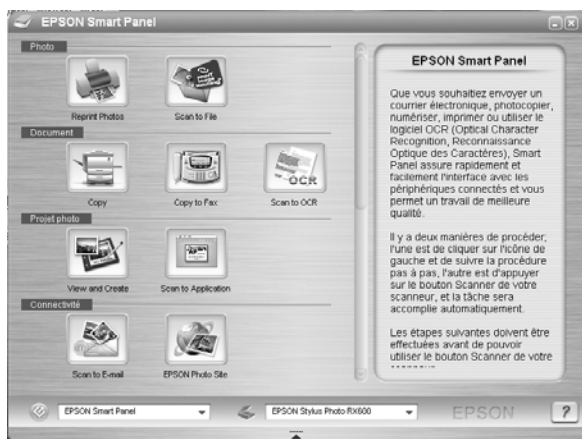 EPSON Smart Panel
Photo
Reprint Photos
Scan to File
Document
Copy
Copy to Fax
OCR
Scan to OCR
Projet photo
View and Create
Scan to Application
Connectivité
Scan to E-mail
EPSON Photo Site
EPSON Smart Panel
Que vous souhaitiez envoyer un
courrier électronique, photocopier,
numériser, imprimer ou utiliser le
logiciel OCR (Optical Character
Recognition, Reconnaissance
Optique des Caractères), Smart
Panel assure rapidement et
facilement l'interface avec les
périphériques connectés et vous
permet un travail de meilleure
qualité.
Il y a deux manières de procéder;
l'une est de cliquer sur l'icône de
gauche et de suivre la procédure
pas à pas, l'autre est d'appuyer
sur le bouton Scanner de votre
scanneur, et la tâche sera
accomplie automatiquement.
Les étapes suivantes doivent être
effectuées avant de pouvoir
utiliser le bouton Scanner de votre
EPSON Smart Panel
EPSON Stylus Photo RX600
EPSON
?